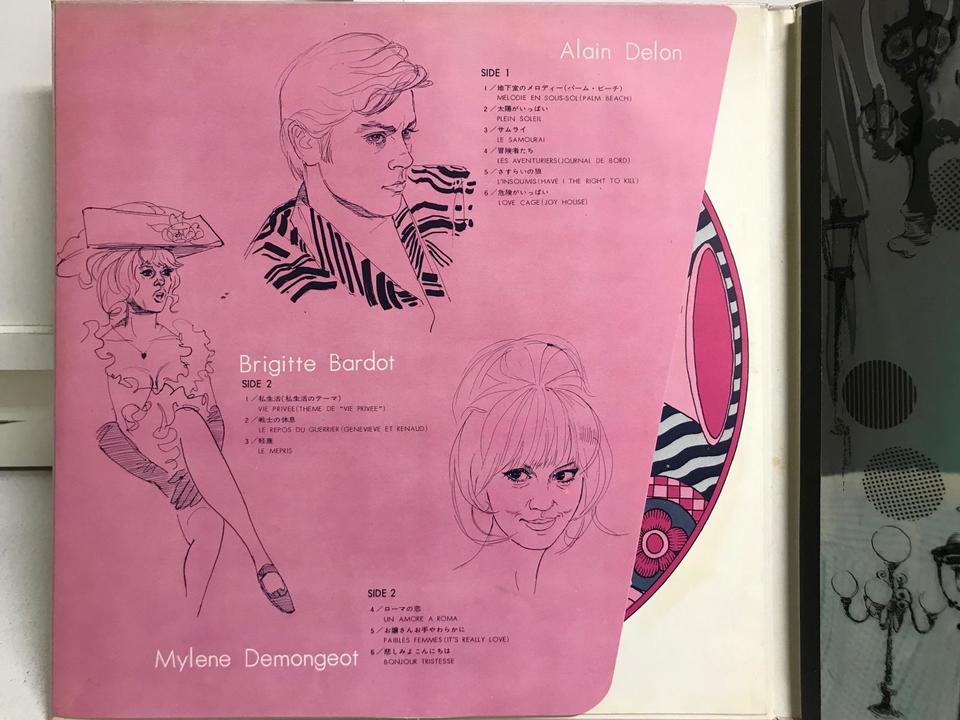 Alain Delon
SIDE 1
1／地下室のメロディー(パーム・ビーチ)
MELODIE EN SOUS-SOL(PALM BEACH)
2／太陽がいっぱい
PLEIN SOLEIL
3／サムライ
LE SAMOURAI
4／冒険者たち
LES AVENTURIERS(JOURNAL DE BORD)
5／さすらいの狼
L'INSOUMIS(HAVE I THE RIGHT TO KILL)
6／危険がいっぱい
LOVE CAGE(JOY HOUSE)
Brigitte Bardot
SIDE 2
1／私生活(私生活のテーマ)
VIE PRIVEE(THEME DE "VIE PRIVEE")
2／戦士の休息
LE REPOS DU GUERRIER(GENEVIEVE ET RENAUD)
3／軽蔑
LE MEPRIS
SIDE 2
4／ローマの恋
UN AMORE A ROMA
5／お嬢さんお手やわらかに
FAIBLES FEMMES(IT'S REALLY LOVE)
6／悲しみよこんにちは
BONJOUR TRISTESSE
Mylene Demongeot